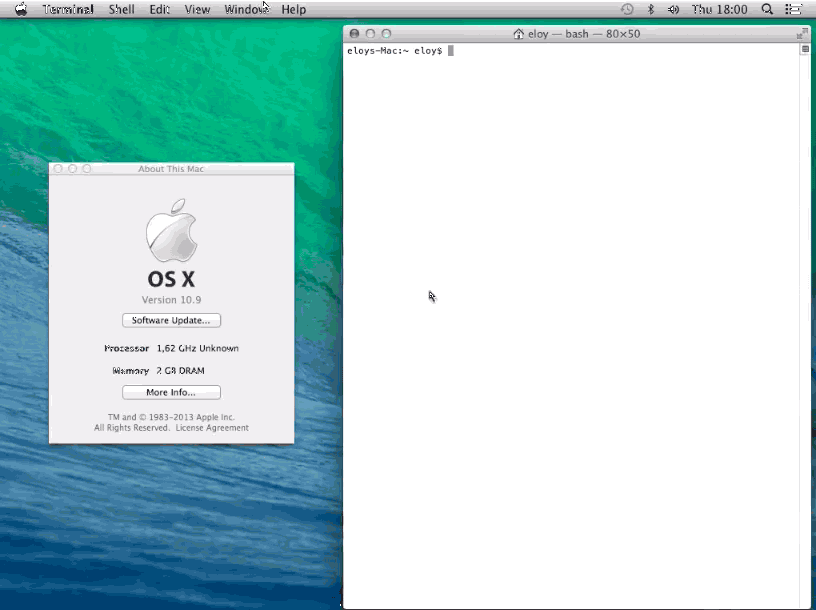 Terminal Shell Edit View Window Help Thu 18:00
eloy — bash — 80×50
eloys-Mac:~ eloy$
About This Mac
OS X
Version 10.9
Software Update...
Processor 1,62 GHz Unknown
Memory 2 GB DRAM
More Info...
TM and © 1983-2013 Apple Inc.
All Rights Reserved. License Agreement